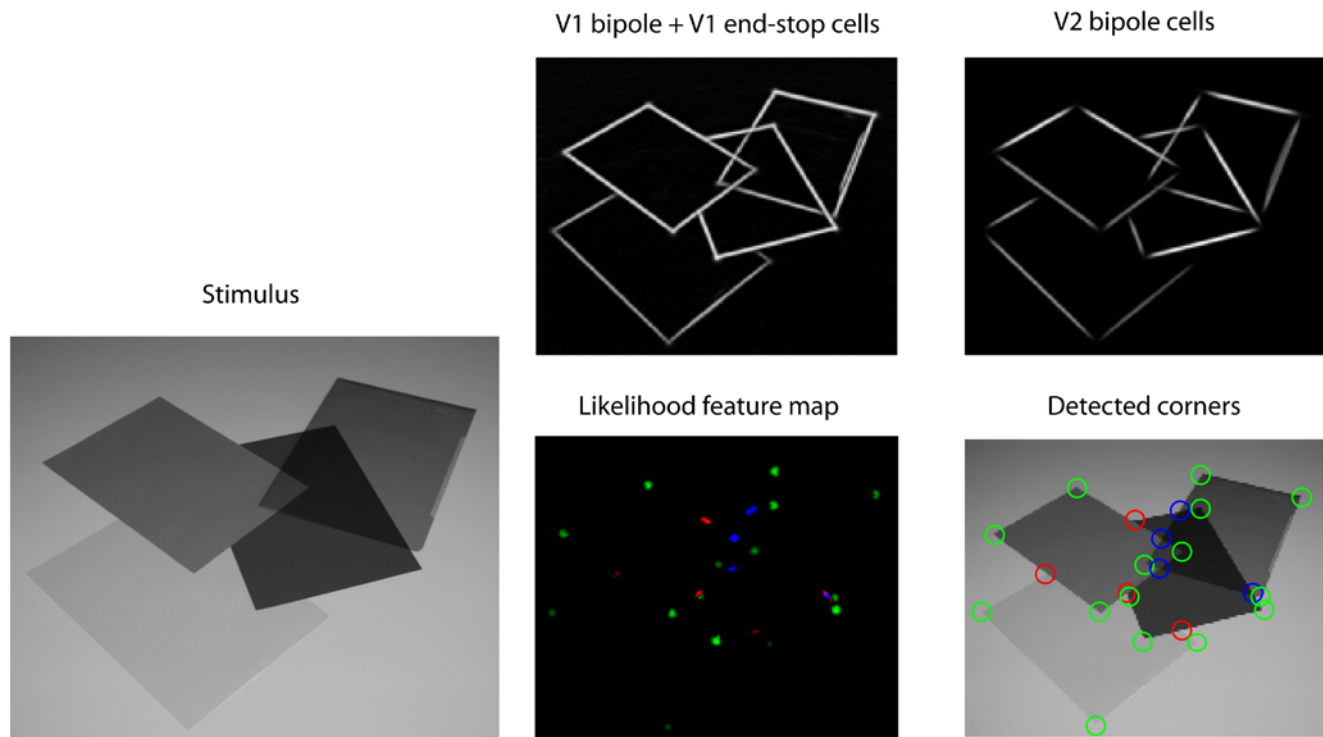 V1 bipole + V1 end-stop cells
V2 bipole cells
Stimulus
Likelihood feature map
Detected corners